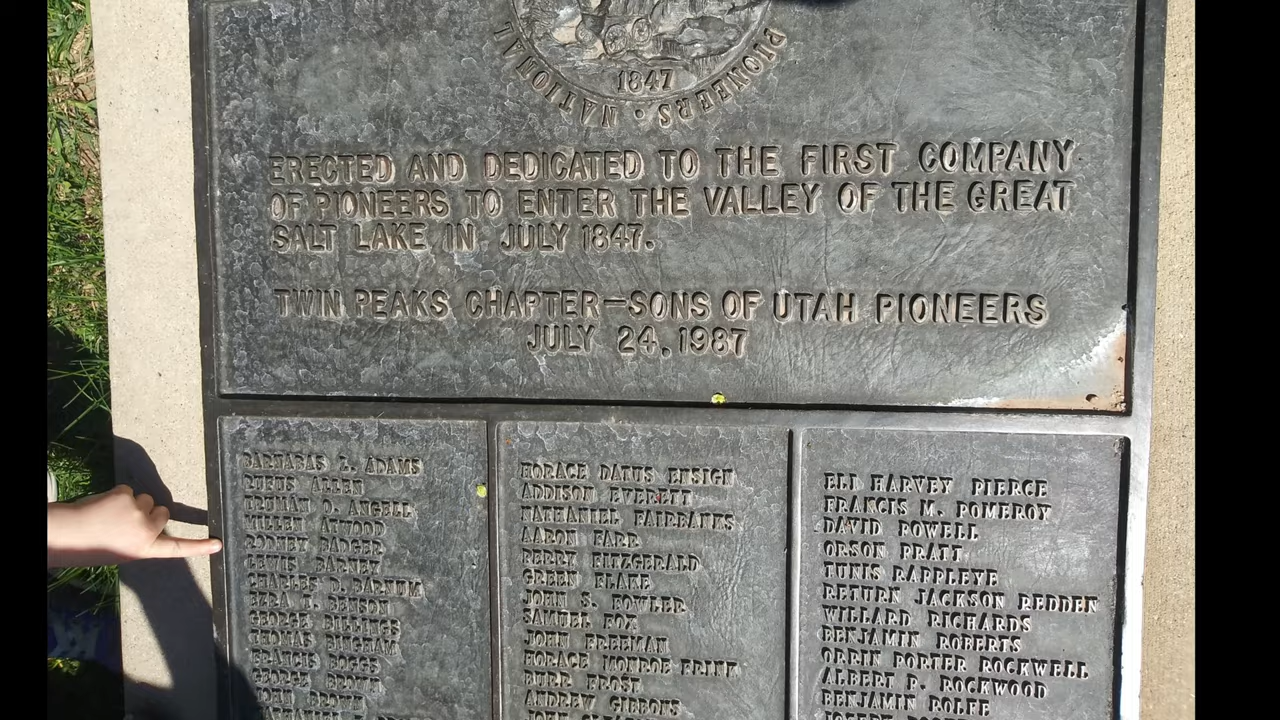 1847
NATIONAL • PIONEERS
ERECTED AND DEDICATED TO THE FIRST COMPANY
OF PIONEERS TO ENTER THE VALLEY OF THE GREAT
SALT LAKE IN JULY 1847.
TWIN PEAKS CHAPTER—SONS OF UTAH PIONEERS
JULY 24, 1987
BARNABAS L. ADAMS
RUFUS ALLEN
TRUMAN O. ANGELL
MILLEN ATWOOD
RODNEY BADGER
LEWIS BARNEY
CHARLES D. BARNUM
EZRA T. BENSON
GEORGE BILLINGS
THOMAS BINGHAM
FRANCIS BOGGS
GEORGE BROWN
JOHN BROWN
HORACE DATUS ENSIGN
ADDISON EVERETT
NATHANIEL FAIRBANKS
AARON FARR
PERRY FITZGERALD
GREEN FLAKE
JOHN S. FOWLER
SAMUEL FOX
JOHN FREEMAN
HORACE MONROE FRINK
BURR FROST
ANDREW GIBBONS
ELI HARVEY PIERCE
FRANCIS M. POMEROY
DAVID POWELL
ORSON PRATT
TUNIS RAPPLEYE
RETURN JACKSON REDDEN
WILLARD RICHARDS
BENJAMIN ROBERTS
ORRIN PORTER ROCKWELL
ALBERT P. ROCKWOOD
BENJAMIN ROLFE